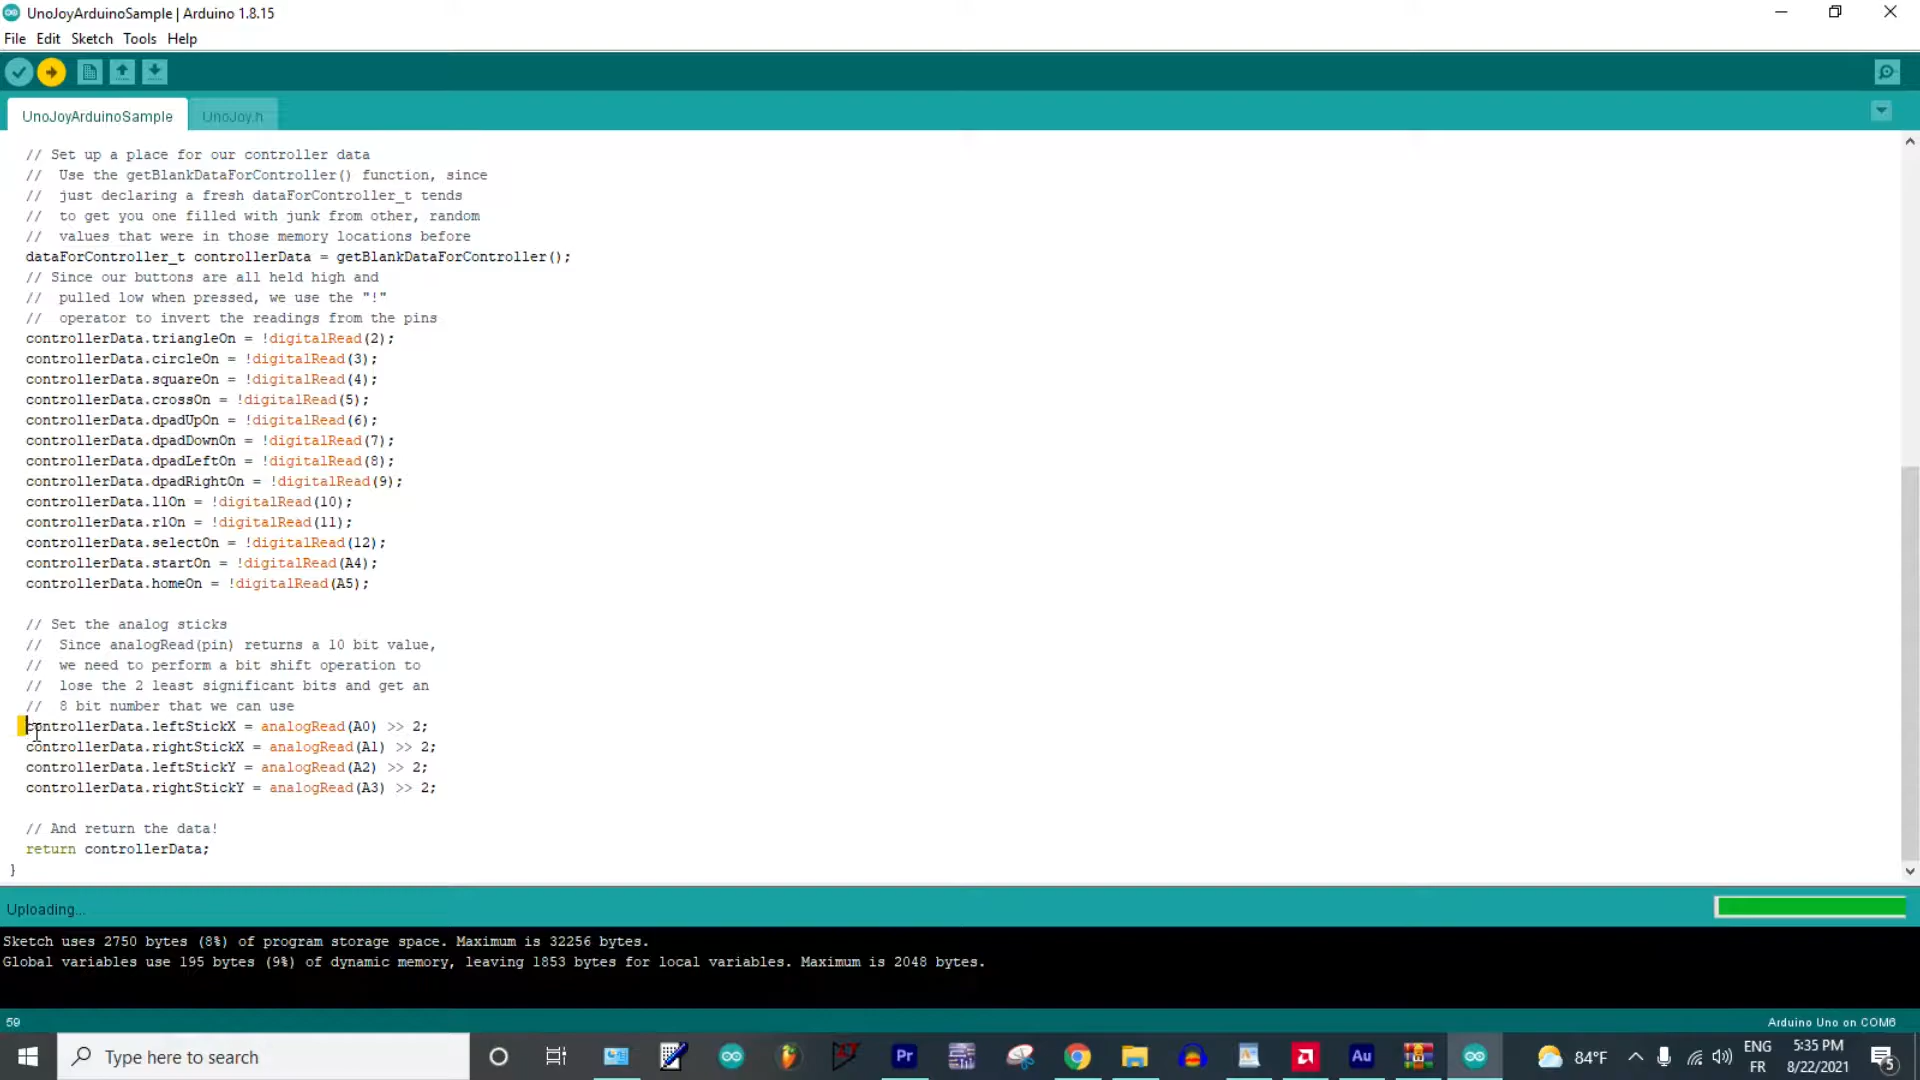 UnoJoyArduinoSample | Arduino 1.8.15
File Edit Sketch Tools Help
UnoJoyArduinoSample UnoJoy.h
// Set up a place for our controller data
//  Use the getBlankDataForController() function, since
//  just declaring a fresh dataForController_t tends
//  to get you one filled with junk from other, random
//  values that were in those memory locations before
dataForController_t controllerData = getBlankDataForController();
// Since our buttons are all held high and
//  pulled low when pressed, we use the "!"
//  operator to invert the readings from the pins
controllerData.triangleOn = !digitalRead(2);
controllerData.circleOn = !digitalRead(3);
controllerData.squareOn = !digitalRead(4);
controllerData.crossOn = !digitalRead(5);
controllerData.dpadUpOn = !digitalRead(6);
controllerData.dpadDownOn = !digitalRead(7);
controllerData.dpadLeftOn = !digitalRead(8);
controllerData.dpadRightOn = !digitalRead(9);
controllerData.l1On = !digitalRead(10);
controllerData.r1On = !digitalRead(11);
controllerData.selectOn = !digitalRead(12);
controllerData.startOn = !digitalRead(A4);
controllerData.homeOn = !digitalRead(A5);
// Set the analog sticks
//  Since analogRead(pin) returns a 10 bit value,
//  we need to perform a bit shift operation to
//  lose the 2 least significant bits and get an
//  8 bit number that we can use
controllerData.leftStickX = analogRead(A0) >> 2;
controllerData.rightStickX = analogRead(A1) >> 2;
controllerData.leftStickY = analogRead(A2) >> 2;
controllerData.rightStickY = analogRead(A3) >> 2;
// And return the data!
return controllerData;
}
Uploading...
Sketch uses 2750 bytes (8%) of program storage space. Maximum is 32256 bytes.
Global variables use 195 bytes (9%) of dynamic memory, leaving 1853 bytes for local variables. Maximum is 2048 bytes.
59
Arduino Uno on COM6
Type here to search
Pr
Au
84°F
ENG
FR
5:35 PM
8/22/2021
5